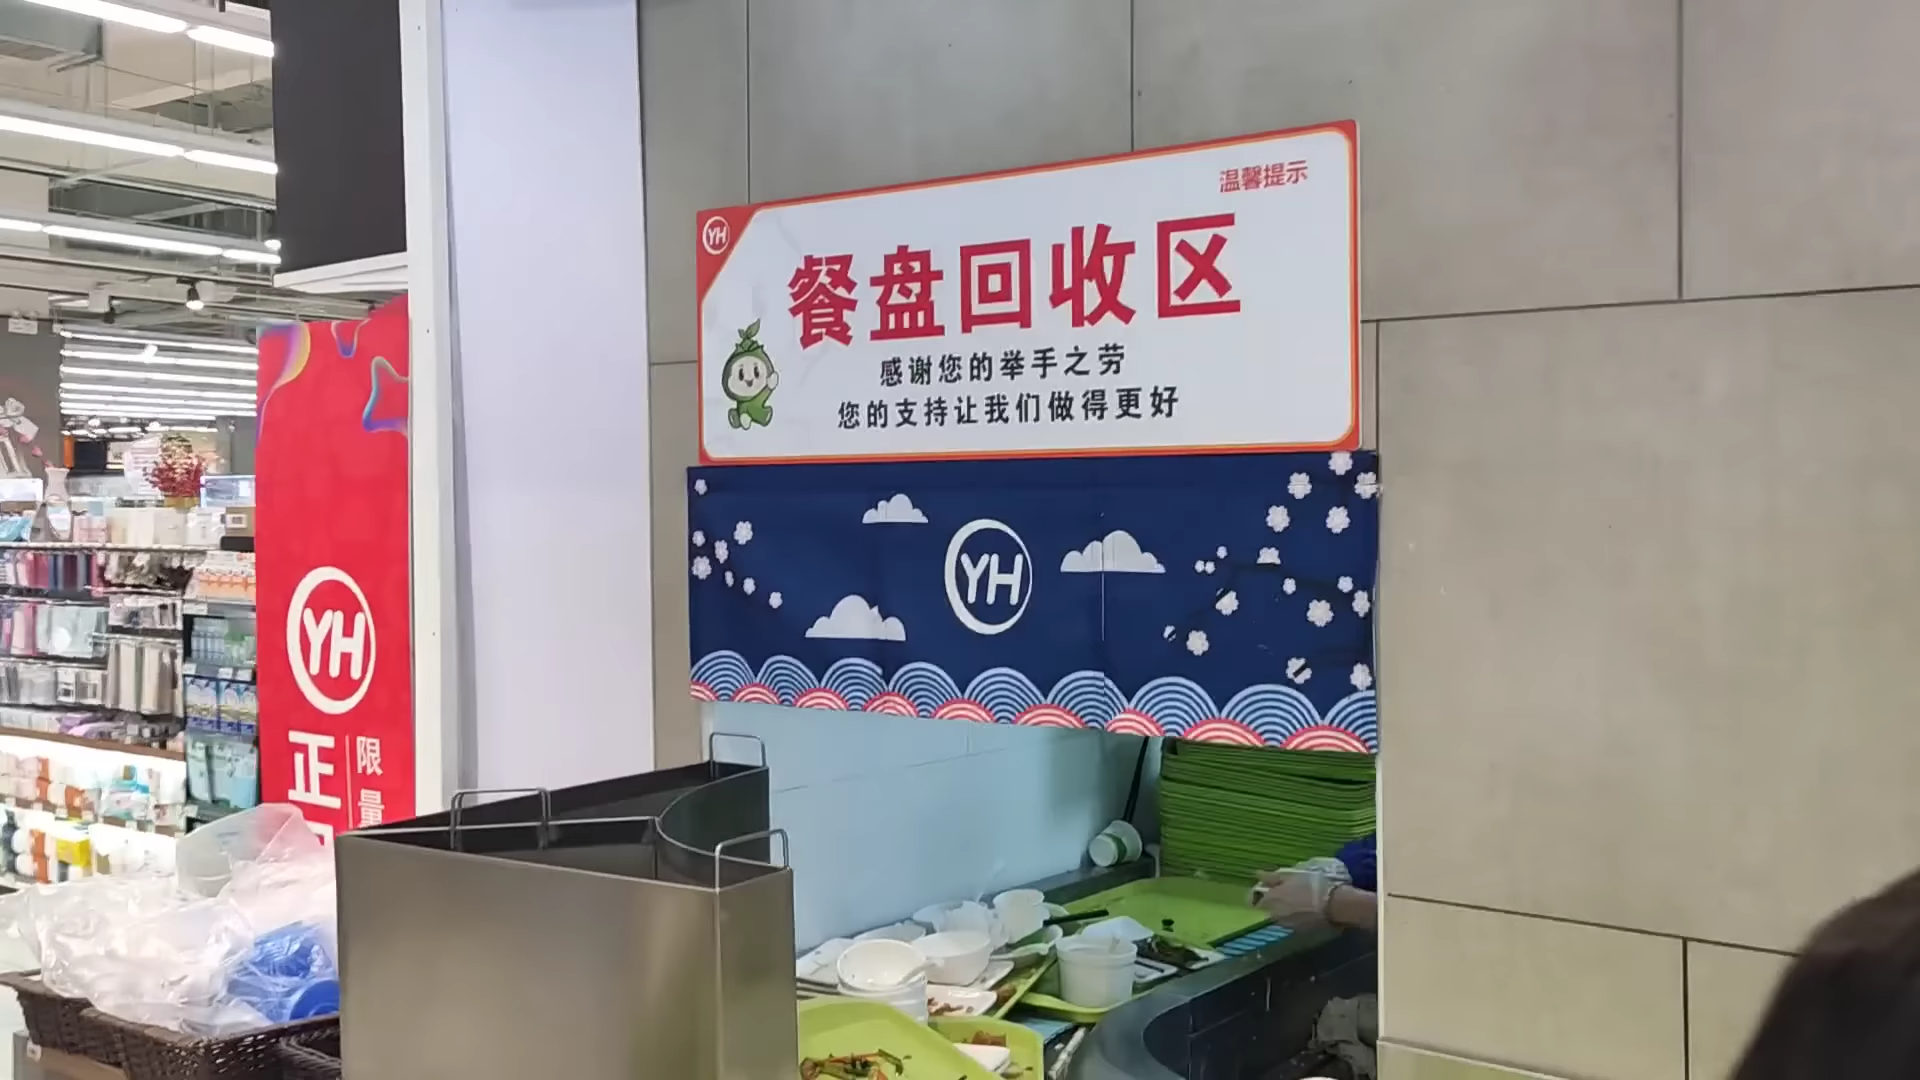 温馨提示
YH
餐盘回收区
感谢您的举手之劳
您的支持让我们做得更好
YH
YH
正
限量